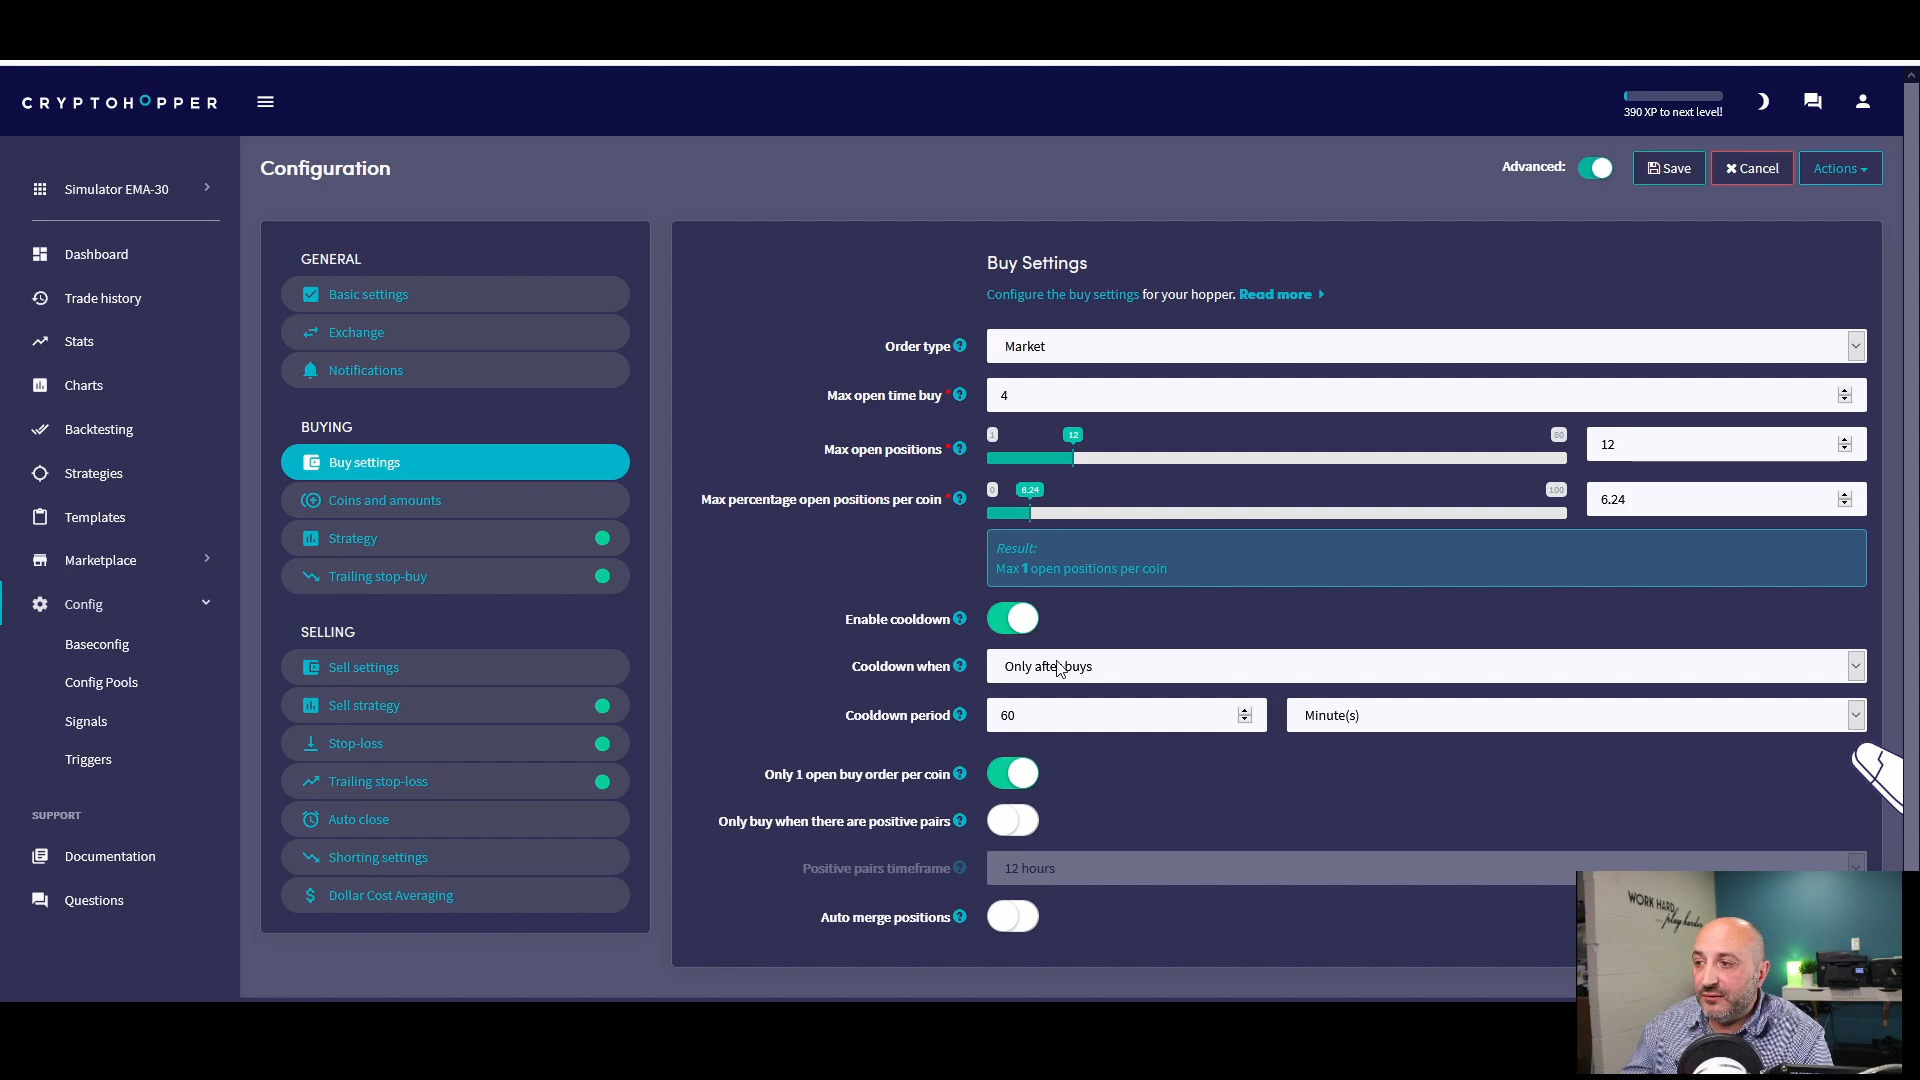 CRYPTOHOPPER
390 XP to next level!
Simulator EMA-30
Dashboard
Trade history
Stats
Charts
Backtesting
Strategies
Templates
Marketplace
Config
Baseconfig
Config Pools
Signals
Triggers
SUPPORT
Documentation
Questions
Configuration
Advanced:
Save
Cancel
Actions
GENERAL
Basic settings
Exchange
Notifications
BUYING
Buy settings
Coins and amounts
Strategy
Trailing stop-buy
SELLING
Sell settings
Sell strategy
Stop-loss
Trailing stop-loss
Auto close
Shorting settings
Dollar Cost Averaging
Buy Settings
Configure the buy settings for your hopper. Read more
Order type ? Market
Max open time buy * ? 4
1 12 80
Max open positions * ? 12
0 6.24 100
Max percentage open positions per coin * ? 6.24
Result:
Max 1 open positions per coin
Enable cooldown ?
Cooldown when ? Only after buys
Cooldown period ? 60 Minute(s)
Only 1 open buy order per coin ?
Only buy when there are positive pairs ?
Positive pairs timeframe ? 12 hours
Auto merge positions ?
WORK HARD
...play harder